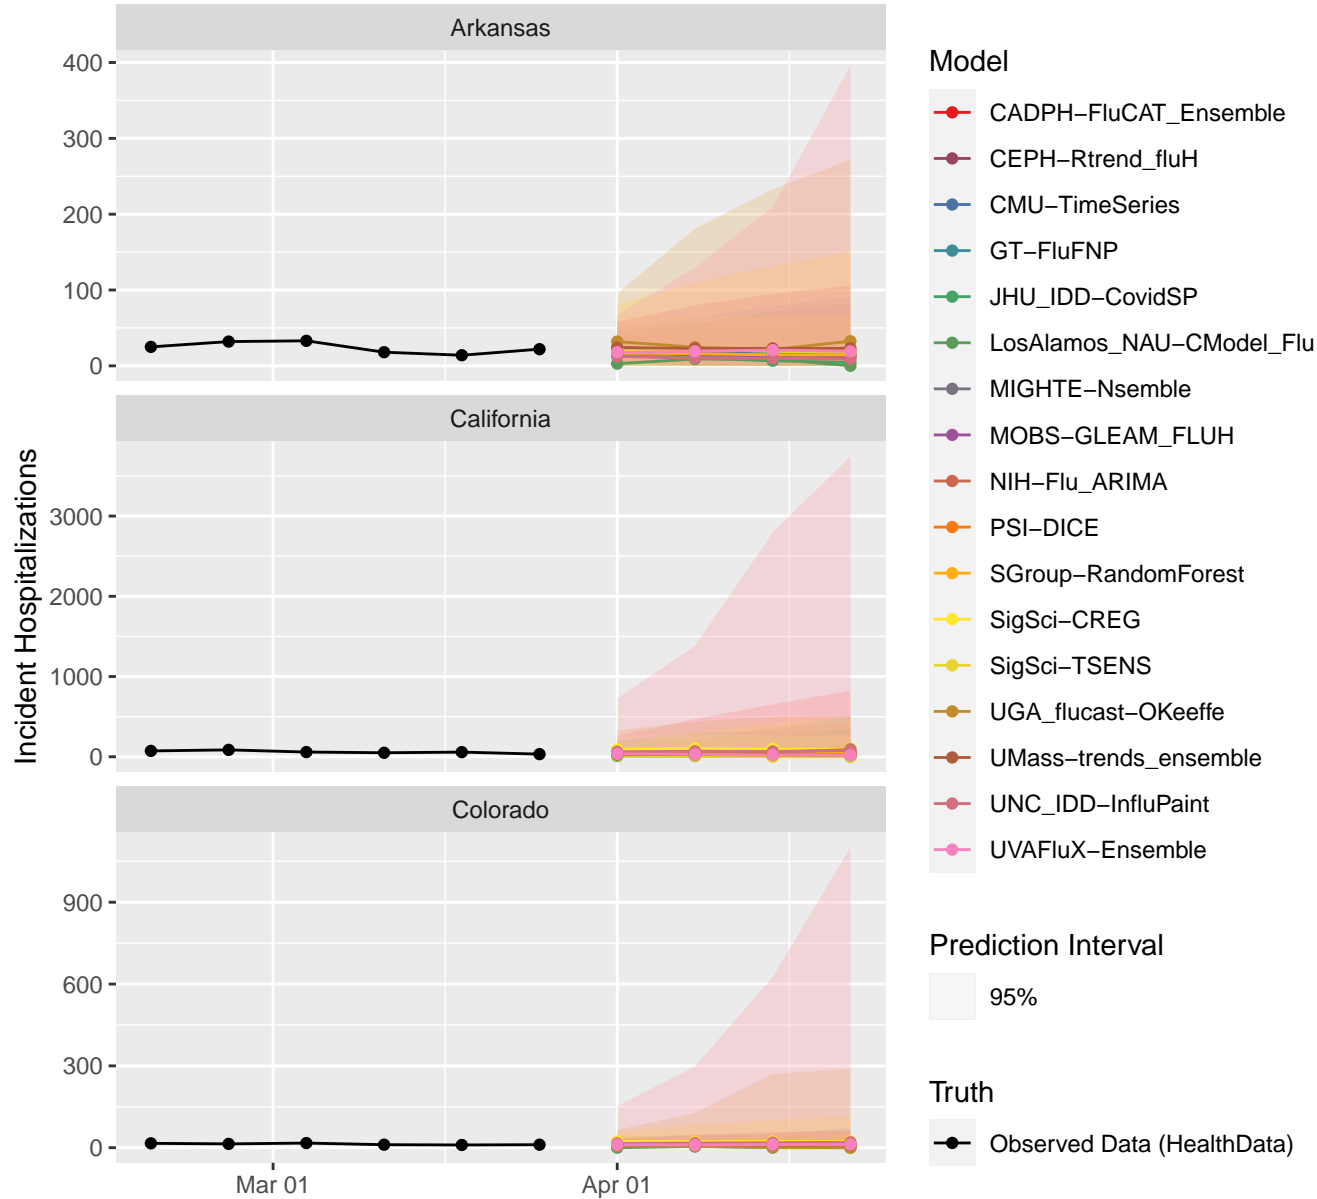 Arkansas
400
300
200
100
0
California
3000
2000
1000
0
Colorado
900
600
300
0
Mar 01
Apr 01
Incident Hospitalizations
Model
CADPH−FluCAT_Ensemble
CEPH−Rtrend_fluH
CMU−TimeSeries
GT−FluFNP
JHU_IDD−CovidSP
LosAlamos_NAU−CModel_Flu
MIGHTE−Nsemble
MOBS−GLEAM_FLUH
NIH−Flu_ARIMA
PSI−DICE
SGroup−RandomForest
SigSci−CREG
SigSci−TSENS
UGA_flucast−OKeeffe
UMass−trends_ensemble
UNC_IDD−InfluPaint
UVAFluX−Ensemble
Prediction Interval
95%
Truth
Observed Data (HealthData)